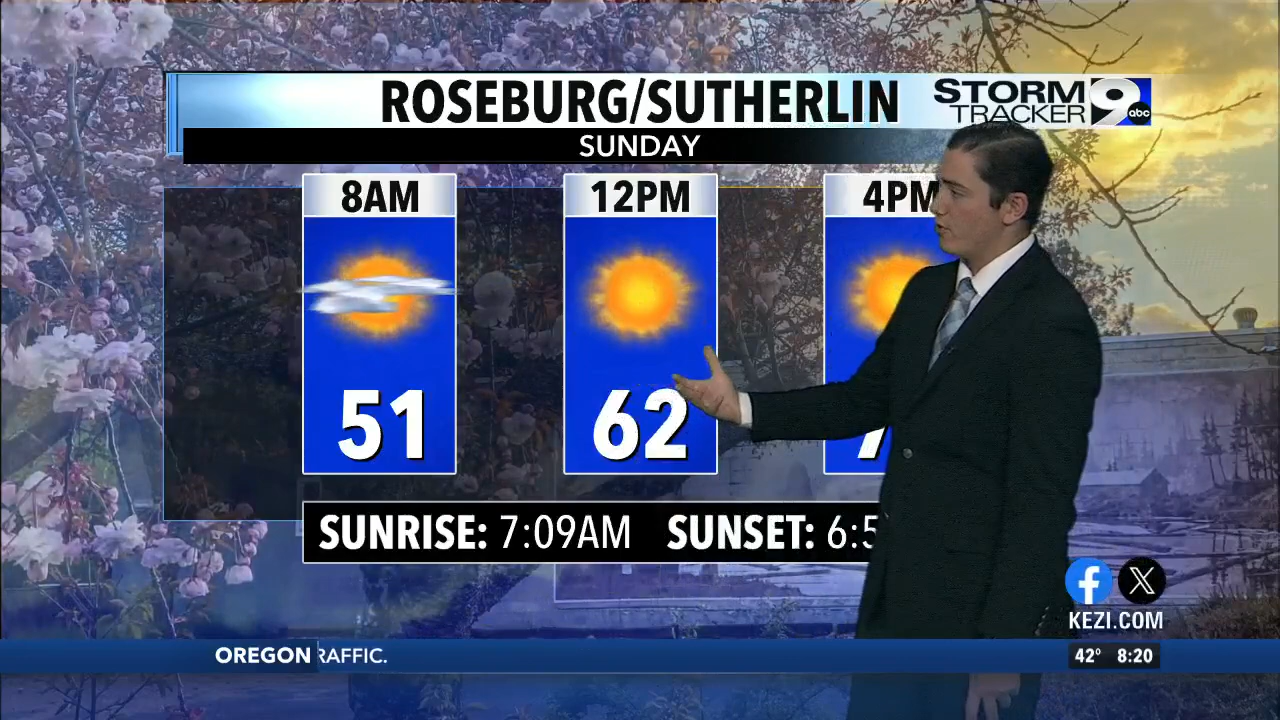 ROSEBURG/SUTHERLIN
STORM
TRACKER 9 abc
SUNDAY
8AM
12PM
4PM
51
62
SUNRISE: 7:09AM SUNSET: 6:5
KEZI.COM
OREGON RAFFIC.
42° 8:20